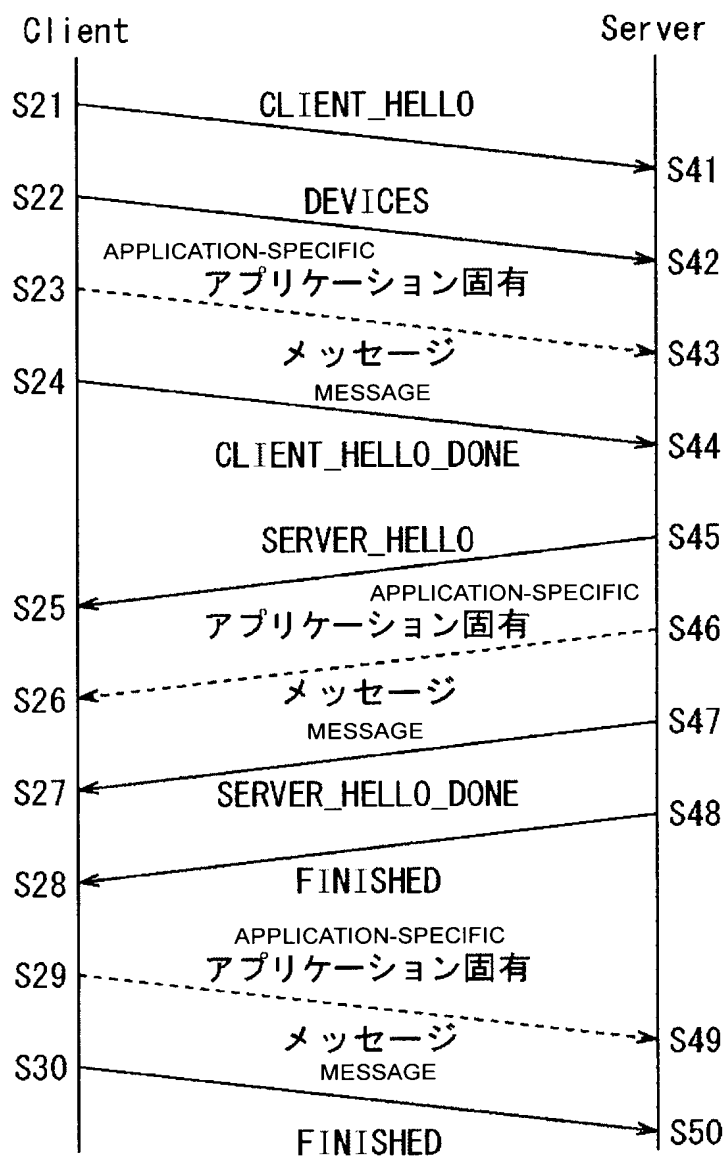 Client Server
S21 CLIENT_HELLO
S41
S22 DEVICES
S42
APPLICATION-SPECIFIC
S23 アプリケーション固有
メッセージ S43
S24 MESSAGE
CLIENT_HELLO_DONE S44
SERVER_HELLO S45
S25 APPLICATION-SPECIFIC
アプリケーション固有 S46
S26 メッセージ
MESSAGE S47
S27 SERVER_HELLO_DONE
S48
S28 FINISHED
APPLICATION-SPECIFIC
S29 アプリケーション固有
メッセージ S49
S30 MESSAGE
FINISHED S50